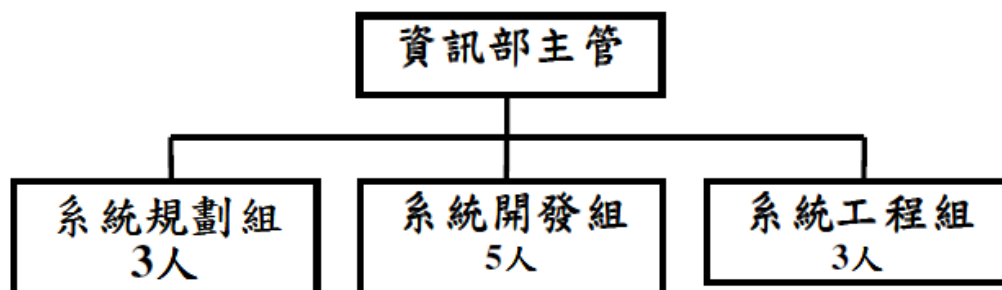 資訊部主管
系統規劃組
3人
系統開發組
5人
系統工程組
3人